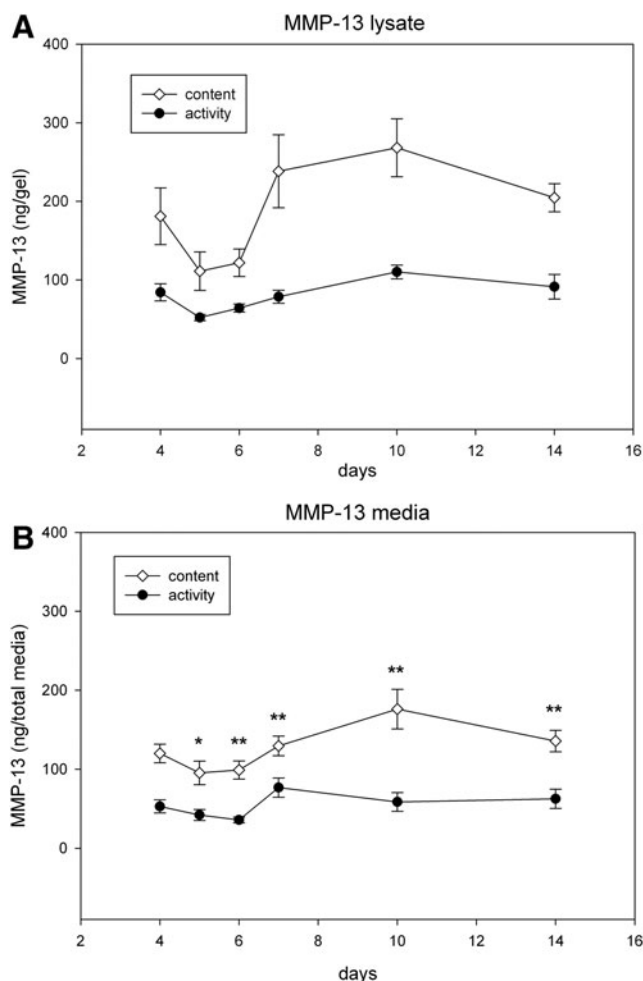 A
MMP-13 lysate
400
300
200
100
0
MMP-13 (ng/gel)
content
activity
2 4 6 8 10 12 14 16
days
B
MMP-13 media
400
300
200
100
0
MMP-13 (ng/total media)
content
activity
* ** ** ** **
2 4 6 8 10 12 14 16
days